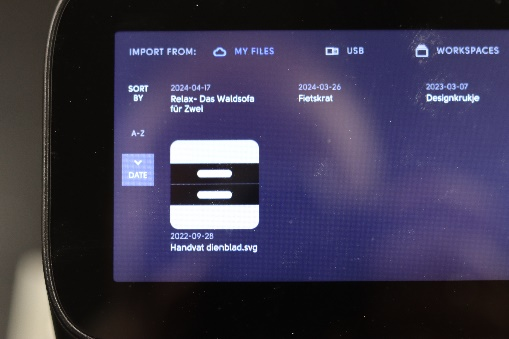 IMPORT FROM: MY FILES USB WORKSPACES
SORT
BY
A-Z
DATE
2024-04-17
Relax- Das Waldsofa
für Zwei
2024-03-26
Fietskrat
2023-03-07
Designkrukje
2022-09-28
Handvat dienblad.svg